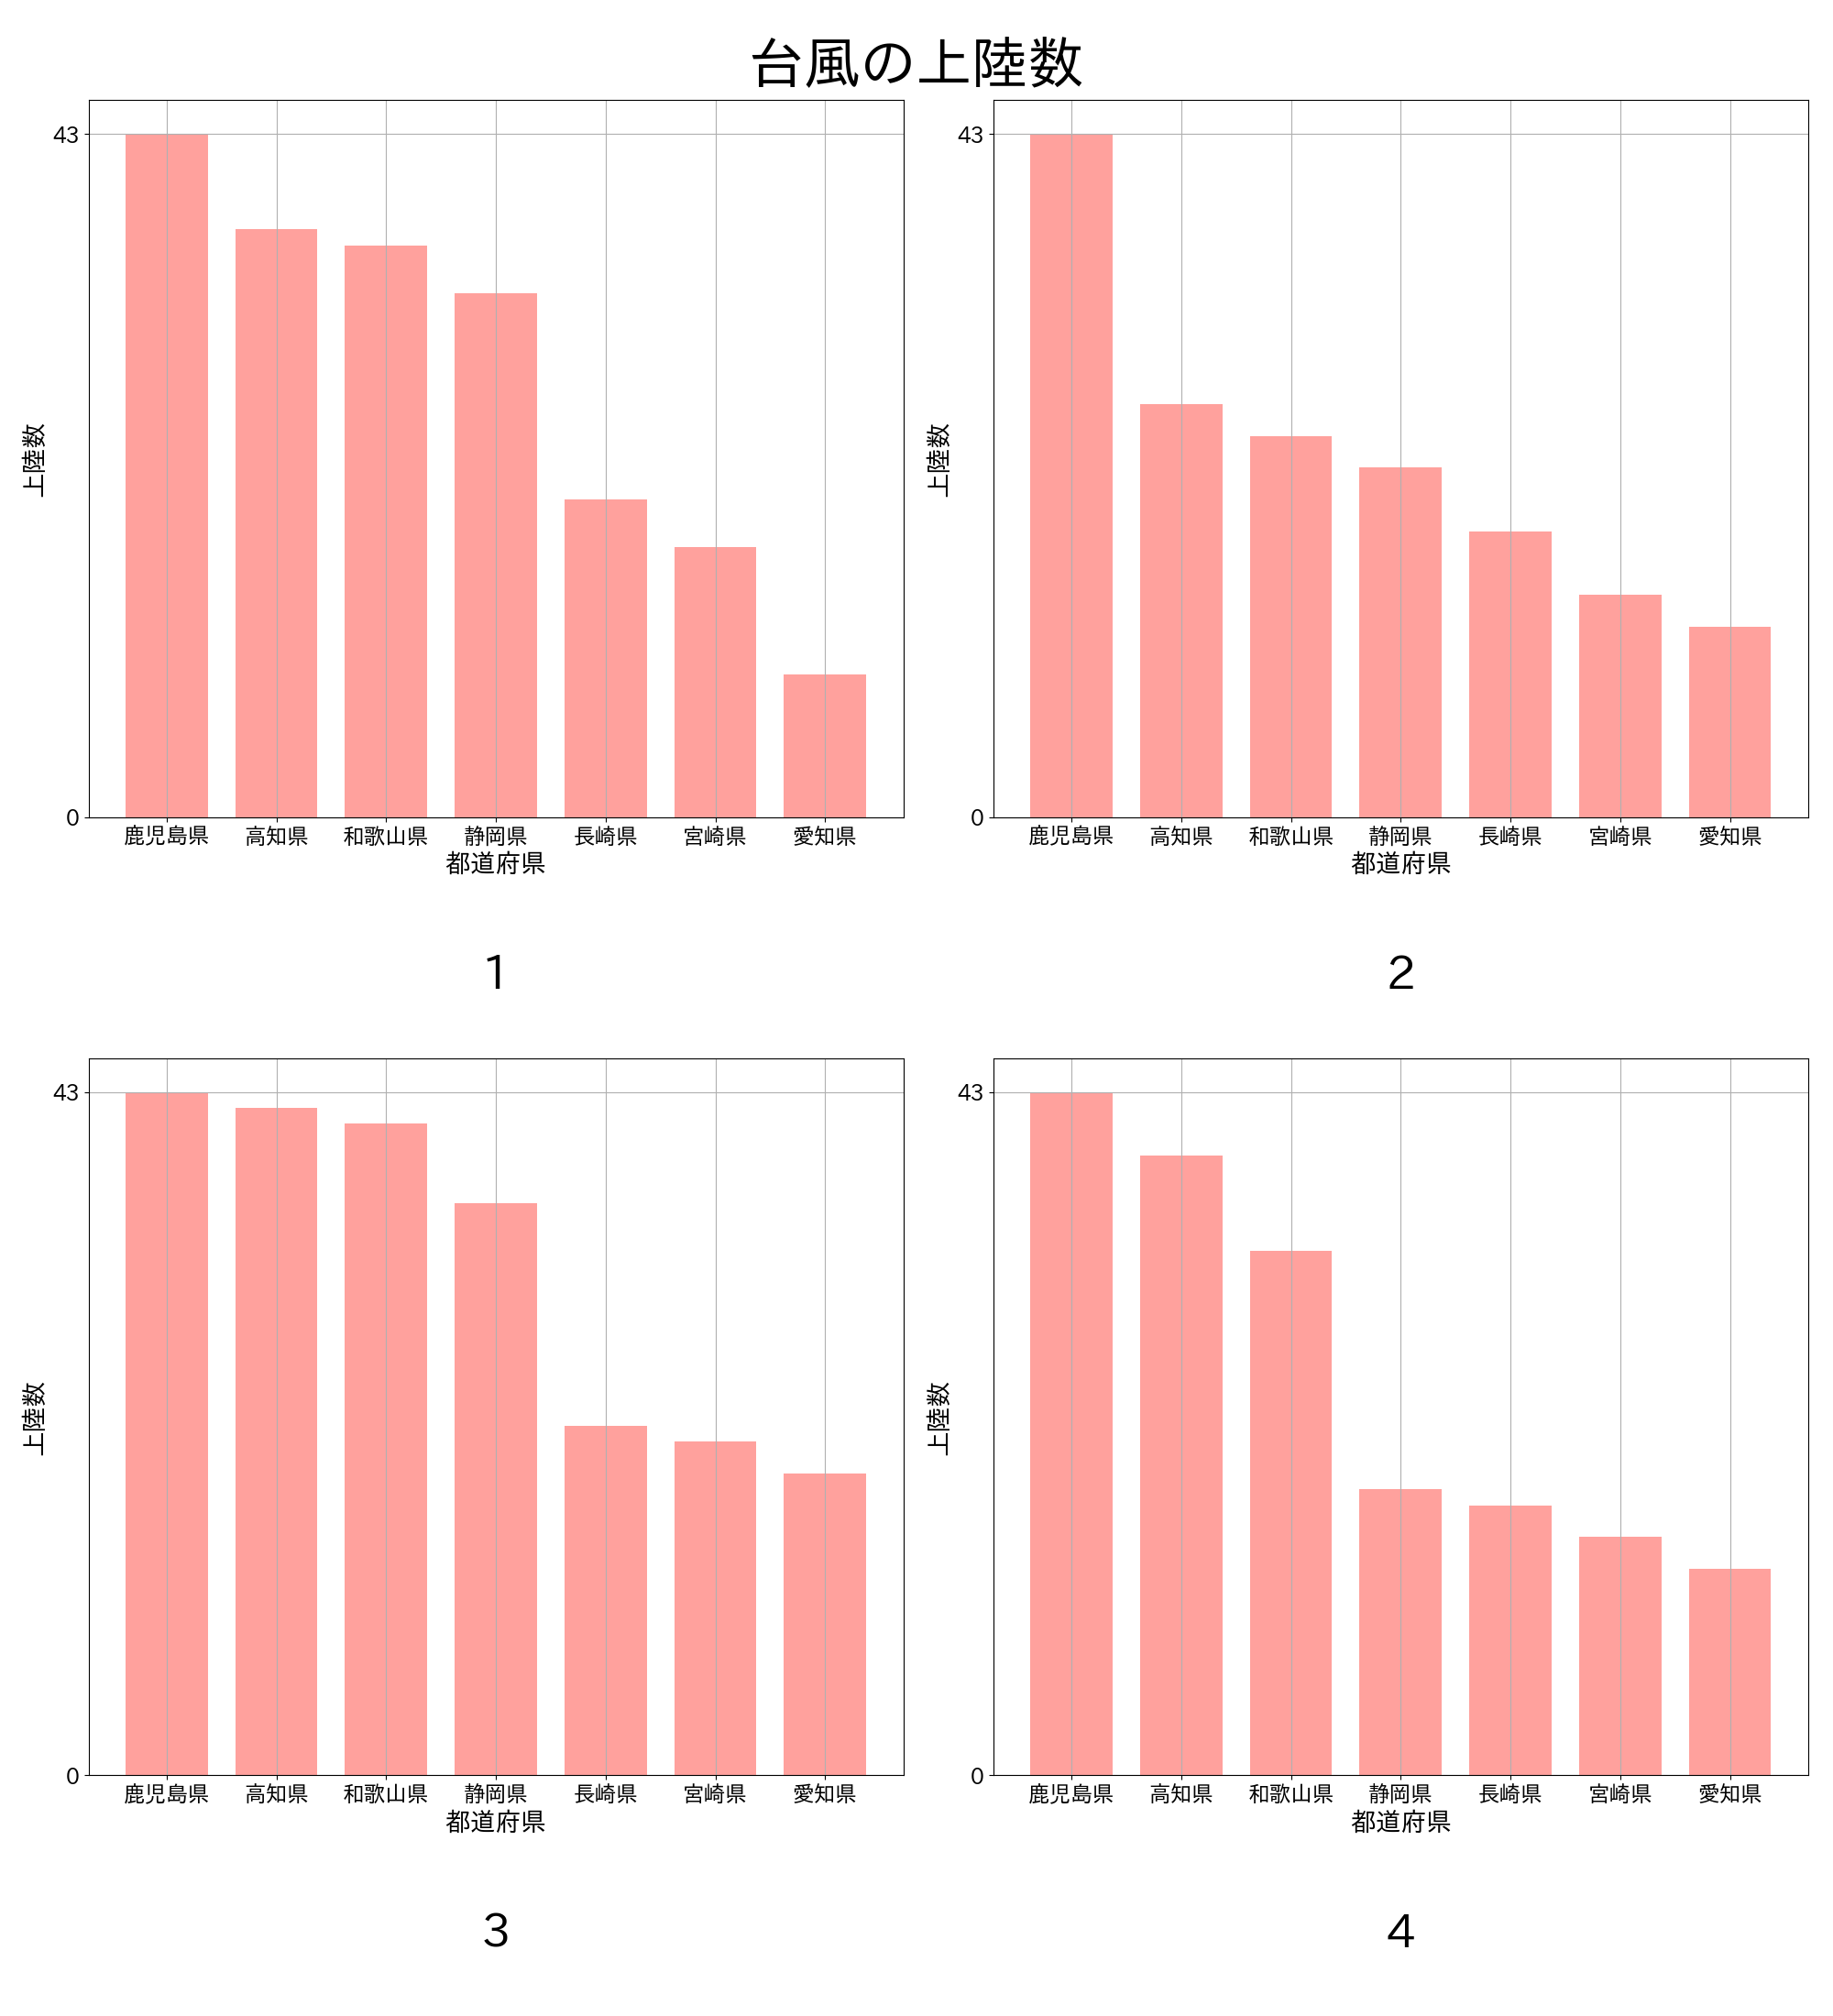 台風の上陸数
43
0
上陸数
鹿児島県 高知県 和歌山県 静岡県 長崎県 宮崎県 愛知県
都道府県
1
43
0
上陸数
鹿児島県 高知県 和歌山県 静岡県 長崎県 宮崎県 愛知県
都道府県
2
43
0
上陸数
鹿児島県 高知県 和歌山県 静岡県 長崎県 宮崎県 愛知県
都道府県
3
43
0
上陸数
鹿児島県 高知県 和歌山県 静岡県 長崎県 宮崎県 愛知県
都道府県
4